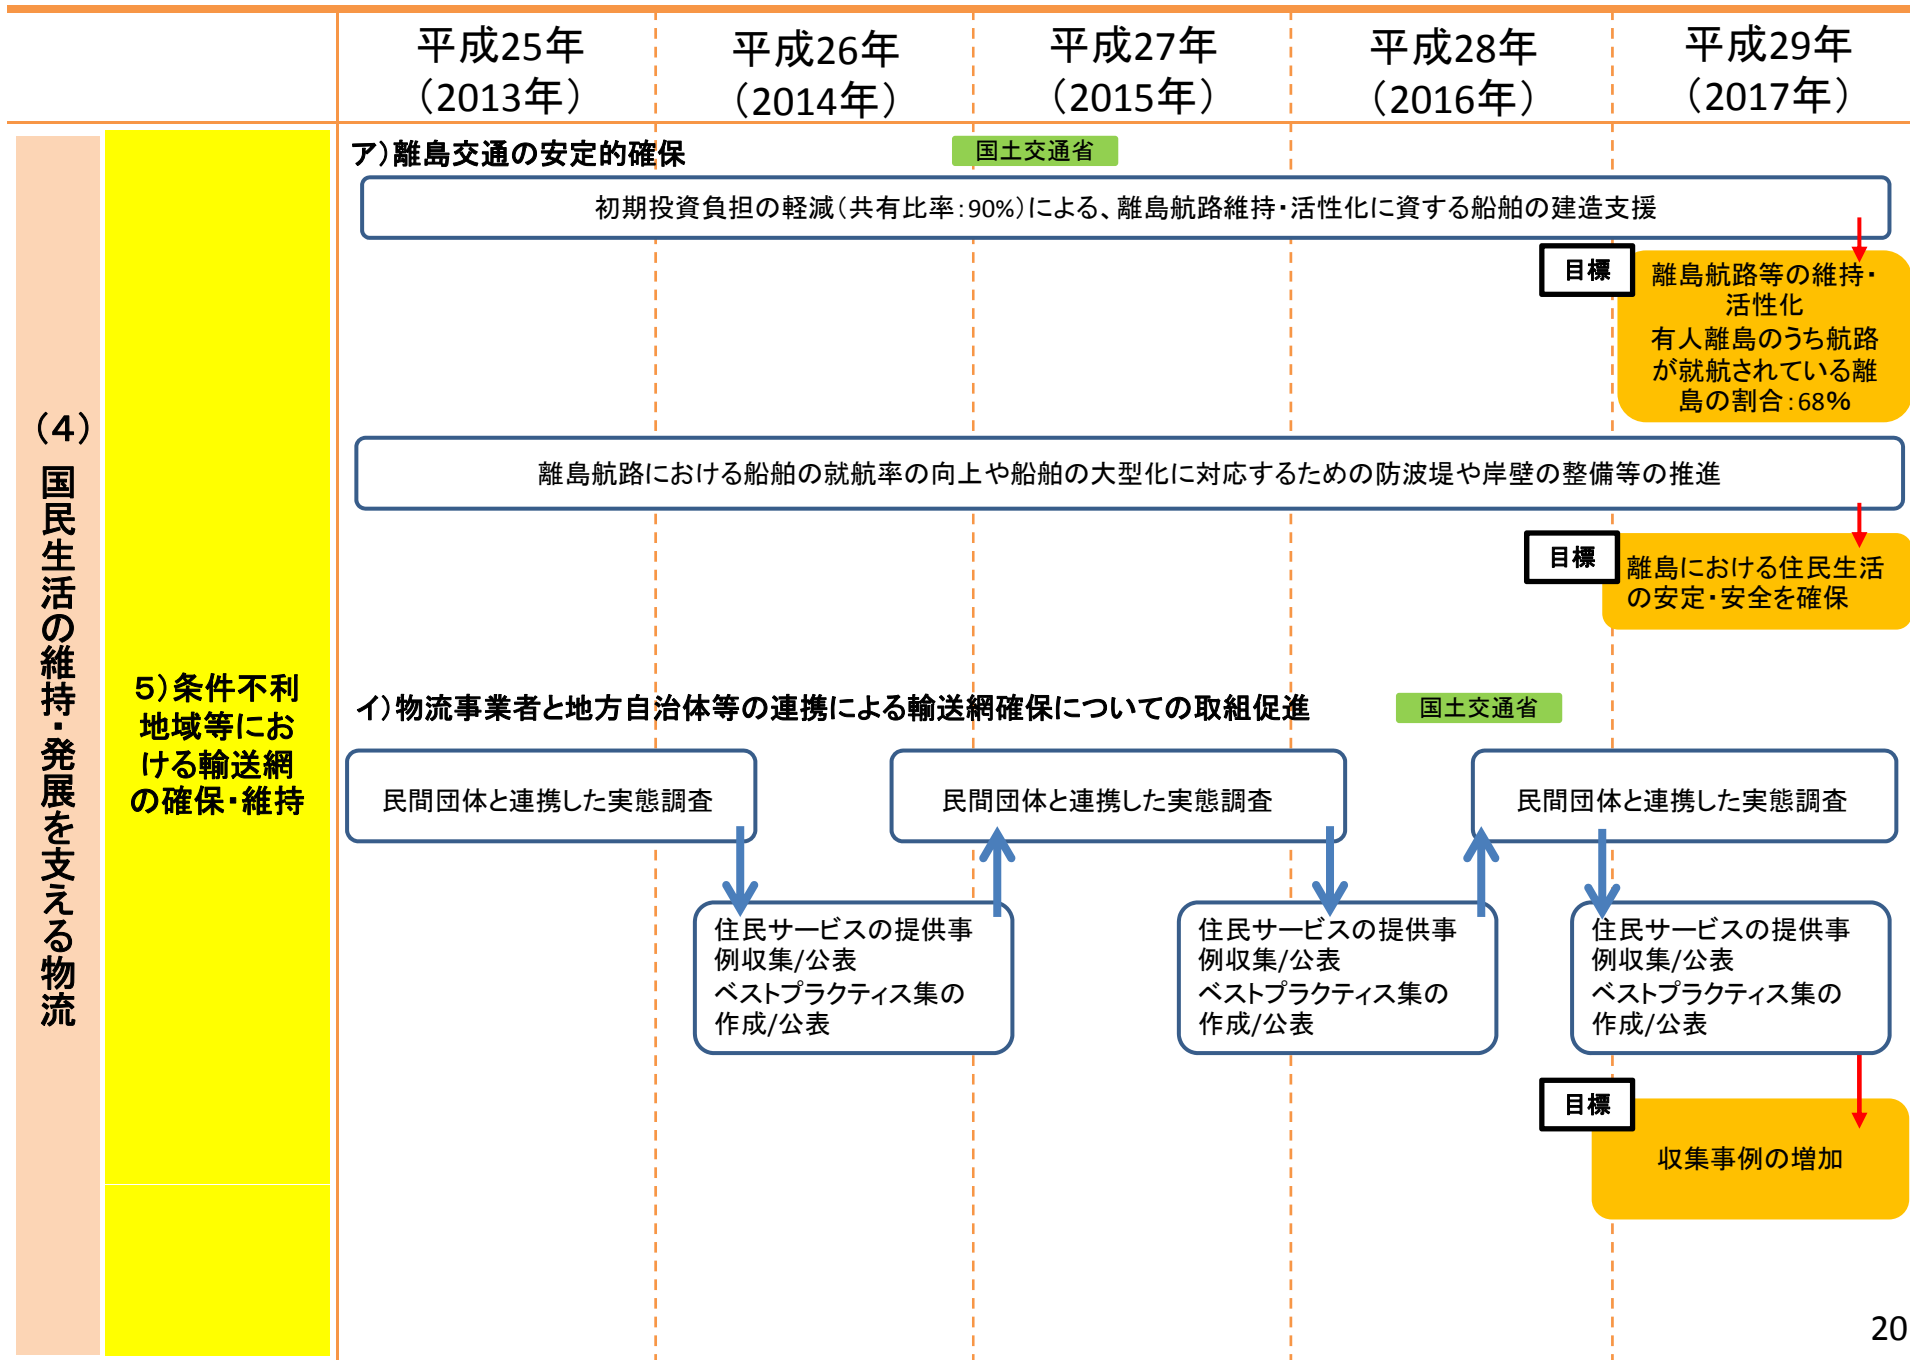 平成25年
（2013年）
平成26年
（2014年）
平成27年
（2015年）
平成28年
（2016年）
平成29年
（2017年）
（４）国民生活の維持・発展を支える物流
５）条件不利
地域等にお
ける輸送網
の確保・維持
ア）離島交通の安定的確保
国土交通省
初期投資負担の軽減（共有比率：90%）による、離島航路維持・活性化に資する船舶の建造支援
目標
離島航路等の維持・
活性化
有人離島のうち航路
が就航されている離
島の割合：68%
離島航路における船舶の就航率の向上や船舶の大型化に対応するための防波堤や岸壁の整備等の推進
目標
離島における住民生活
の安定・安全を確保
イ）物流事業者と地方自治体等の連携による輸送網確保についての取組促進
国土交通省
民間団体と連携した実態調査
民間団体と連携した実態調査
民間団体と連携した実態調査
住民サービスの提供事
例収集/公表
ベストプラクティス集の
作成/公表
住民サービスの提供事
例収集/公表
ベストプラクティス集の
作成/公表
住民サービスの提供事
例収集/公表
ベストプラクティス集の
作成/公表
目標
収集事例の増加
20